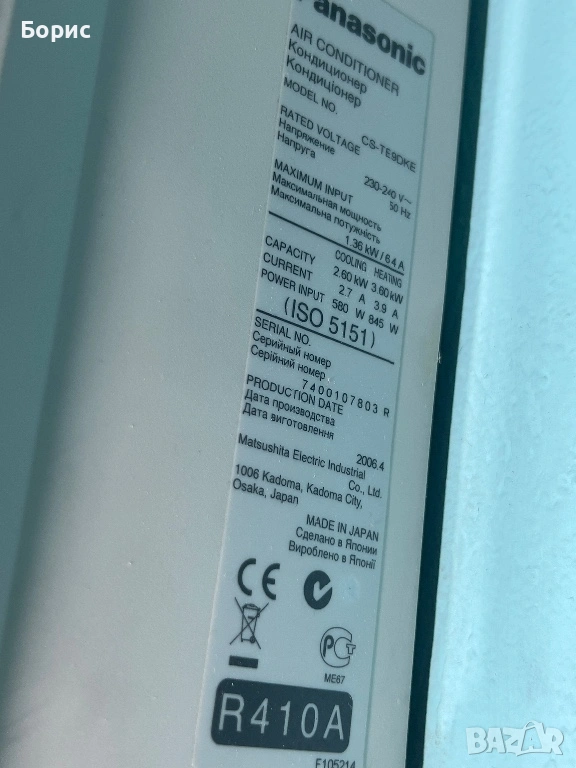 Борис
Panasonic
AIR CONDITIONER
Кондиционер
Кондиціонер
MODEL NO. CS-TE9DKE
RATED VOLTAGE 230-240 V~
Напряжение 50 Hz
Напруга
MAXIMUM INPUT
Максимальная мощность
Максимальна потужність
1.36 kW / 6.4 A
COOLING HEATING
CAPACITY 2.60 kW 3.60 kW
CURRENT 2.7 A 3.9 A
POWER INPUT 580 W 845 W
(ISO 5151)
SERIAL NO.
Серийный номер
Серійний номер
7400107803 R
PRODUCTION DATE
Дата производства
Дата виготовлення
2006.4
Matsushita Electric Industrial
Co., Ltd.
1006 Kadoma, Kadoma City,
Osaka, Japan
MADE IN JAPAN
Сделано в Японии
Вироблено в Японії
CE
РСТ
ME67
R410A
F105214
BAZAR